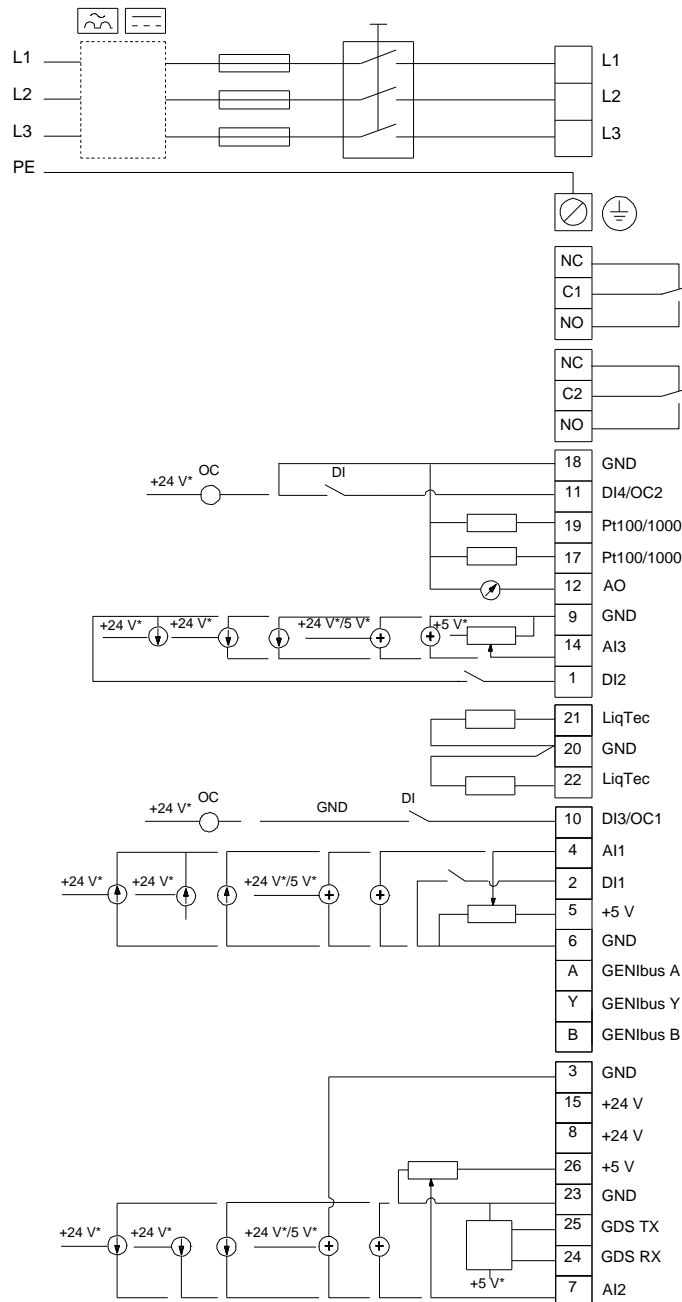 L1 L1
L2 L2
L3 L3
PE
NC
C1
NO
NC
C2
NO
18 GND
+24 V* OC DI 11 DI4/OC2
19 Pt100/1000
17 Pt100/1000
12 AO
9 GND
+24 V* +24 V* +24 V*/5 V* +5 V*
14 AI3
1 DI2
21 LiqTec
20 GND
22 LiqTec
+24 V* OC GND DI 10 DI3/OC1
4 AI1
+24 V* +24 V* +24 V*/5 V* 2 DI1
5 +5 V
6 GND
A GENIbus A
Y GENIbus Y
B GENIbus B
3 GND
15 +24 V
8 +24 V
26 +5 V
23 GND
+24 V* +24 V* +24 V*/5 V* 25 GDS TX
24 GDS RX
+5 V* 7 AI2